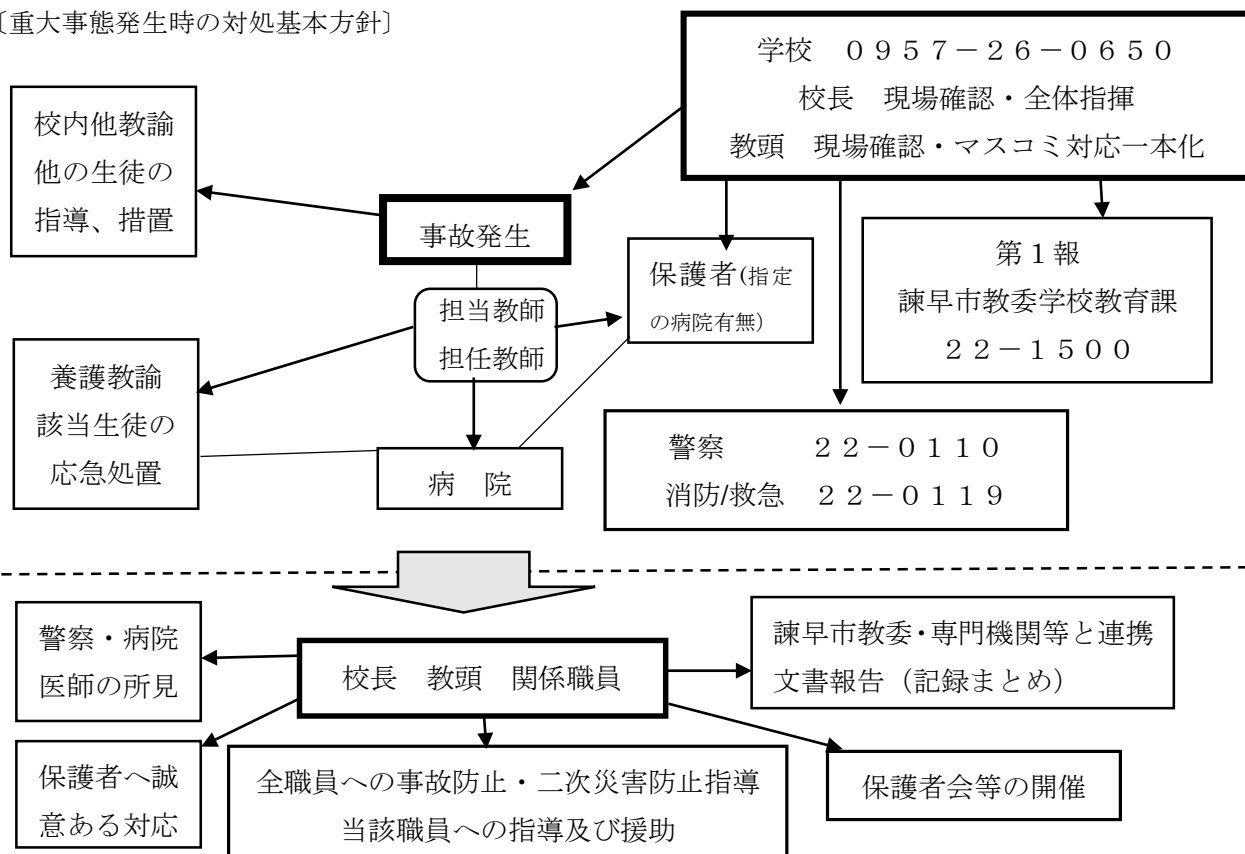 〔重大事態発生時の対処基本方針〕
学校　０９５７－２６－０６５０
校長　現場確認・全体指揮
教頭　現場確認・マスコミ対応一本化
校内他教諭
他の生徒の
指導、措置
事故発生
担当教師
担任教師
保護者(指定
の病院有無)
第１報
諫早市教委学校教育課
２２－１５００
養護教諭
該当生徒の
応急処置
病　院
警察　　２２－０１１０
消防/救急　２２－０１１９
警察・病院
医師の所見
校長　教頭　関係職員
諫早市教委・専門機関等と連携
文書報告（記録まとめ）
保護者へ誠
意ある対応
全職員への事故防止・二次災害防止指導
当該職員への指導及び援助
保護者会等の開催